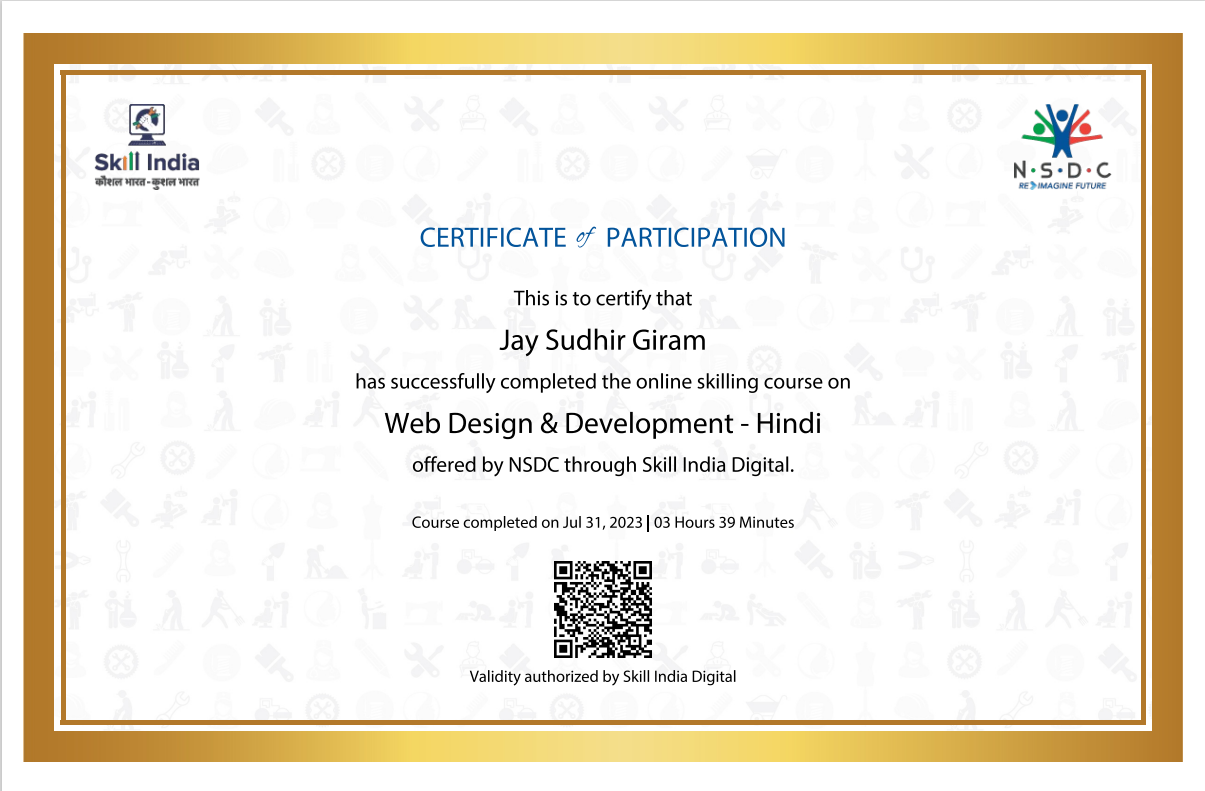 Skill India
कौशल भारत-कुशल भारत
N·S·D·C
RE IMAGINE FUTURE
CERTIFICATE of PARTICIPATION
This is to certify that
Jay Sudhir Giram
has successfully completed the online skilling course on
Web Design & Development - Hindi
offered by NSDC through Skill India Digital.
Course completed on Jul 31, 2023 | 03 Hours 39 Minutes
Validity authorized by Skill India Digital